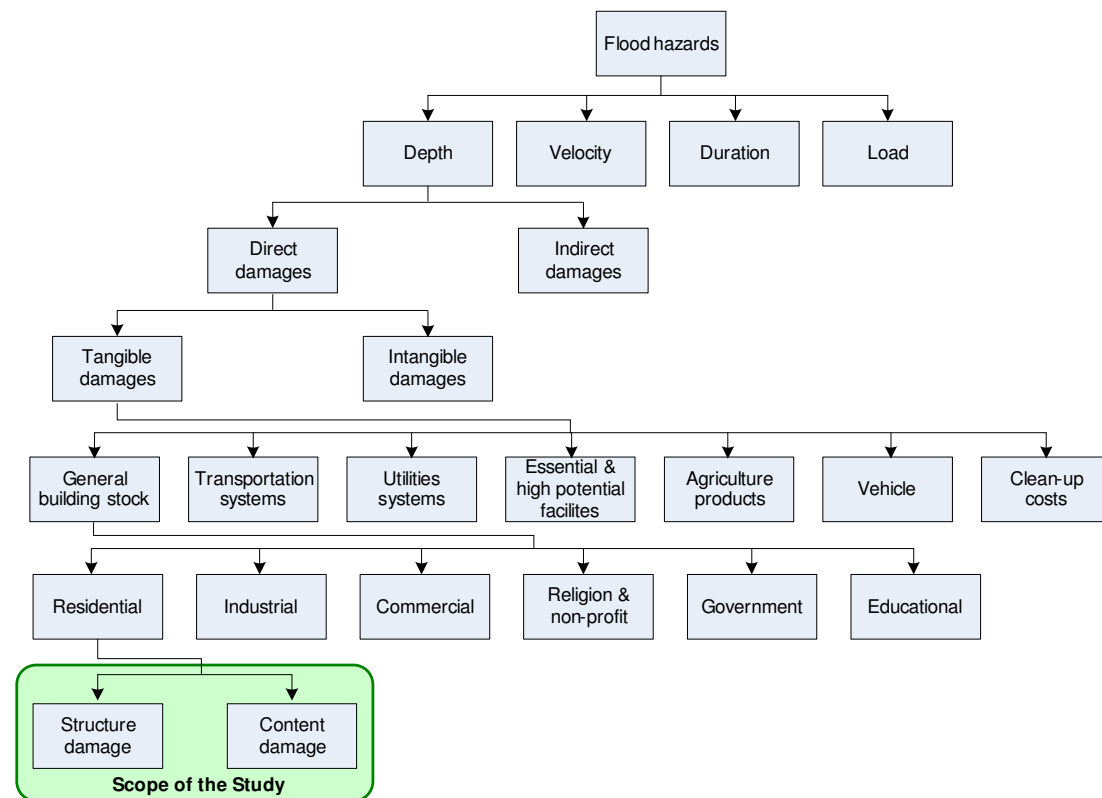 Flood hazards
Depth
Velocity
Duration
Load
Direct
damages
Indirect
damages
Tangible
damages
Intangible
damages
General
building stock
Transportation
systems
Utilities
systems
Essential &
high potential
facilites
Agriculture
products
Vehicle
Clean-up
costs
Residential
Industrial
Commercial
Religion &
non-profit
Government
Educational
Structure
damage
Content
damage
Scope of the Study